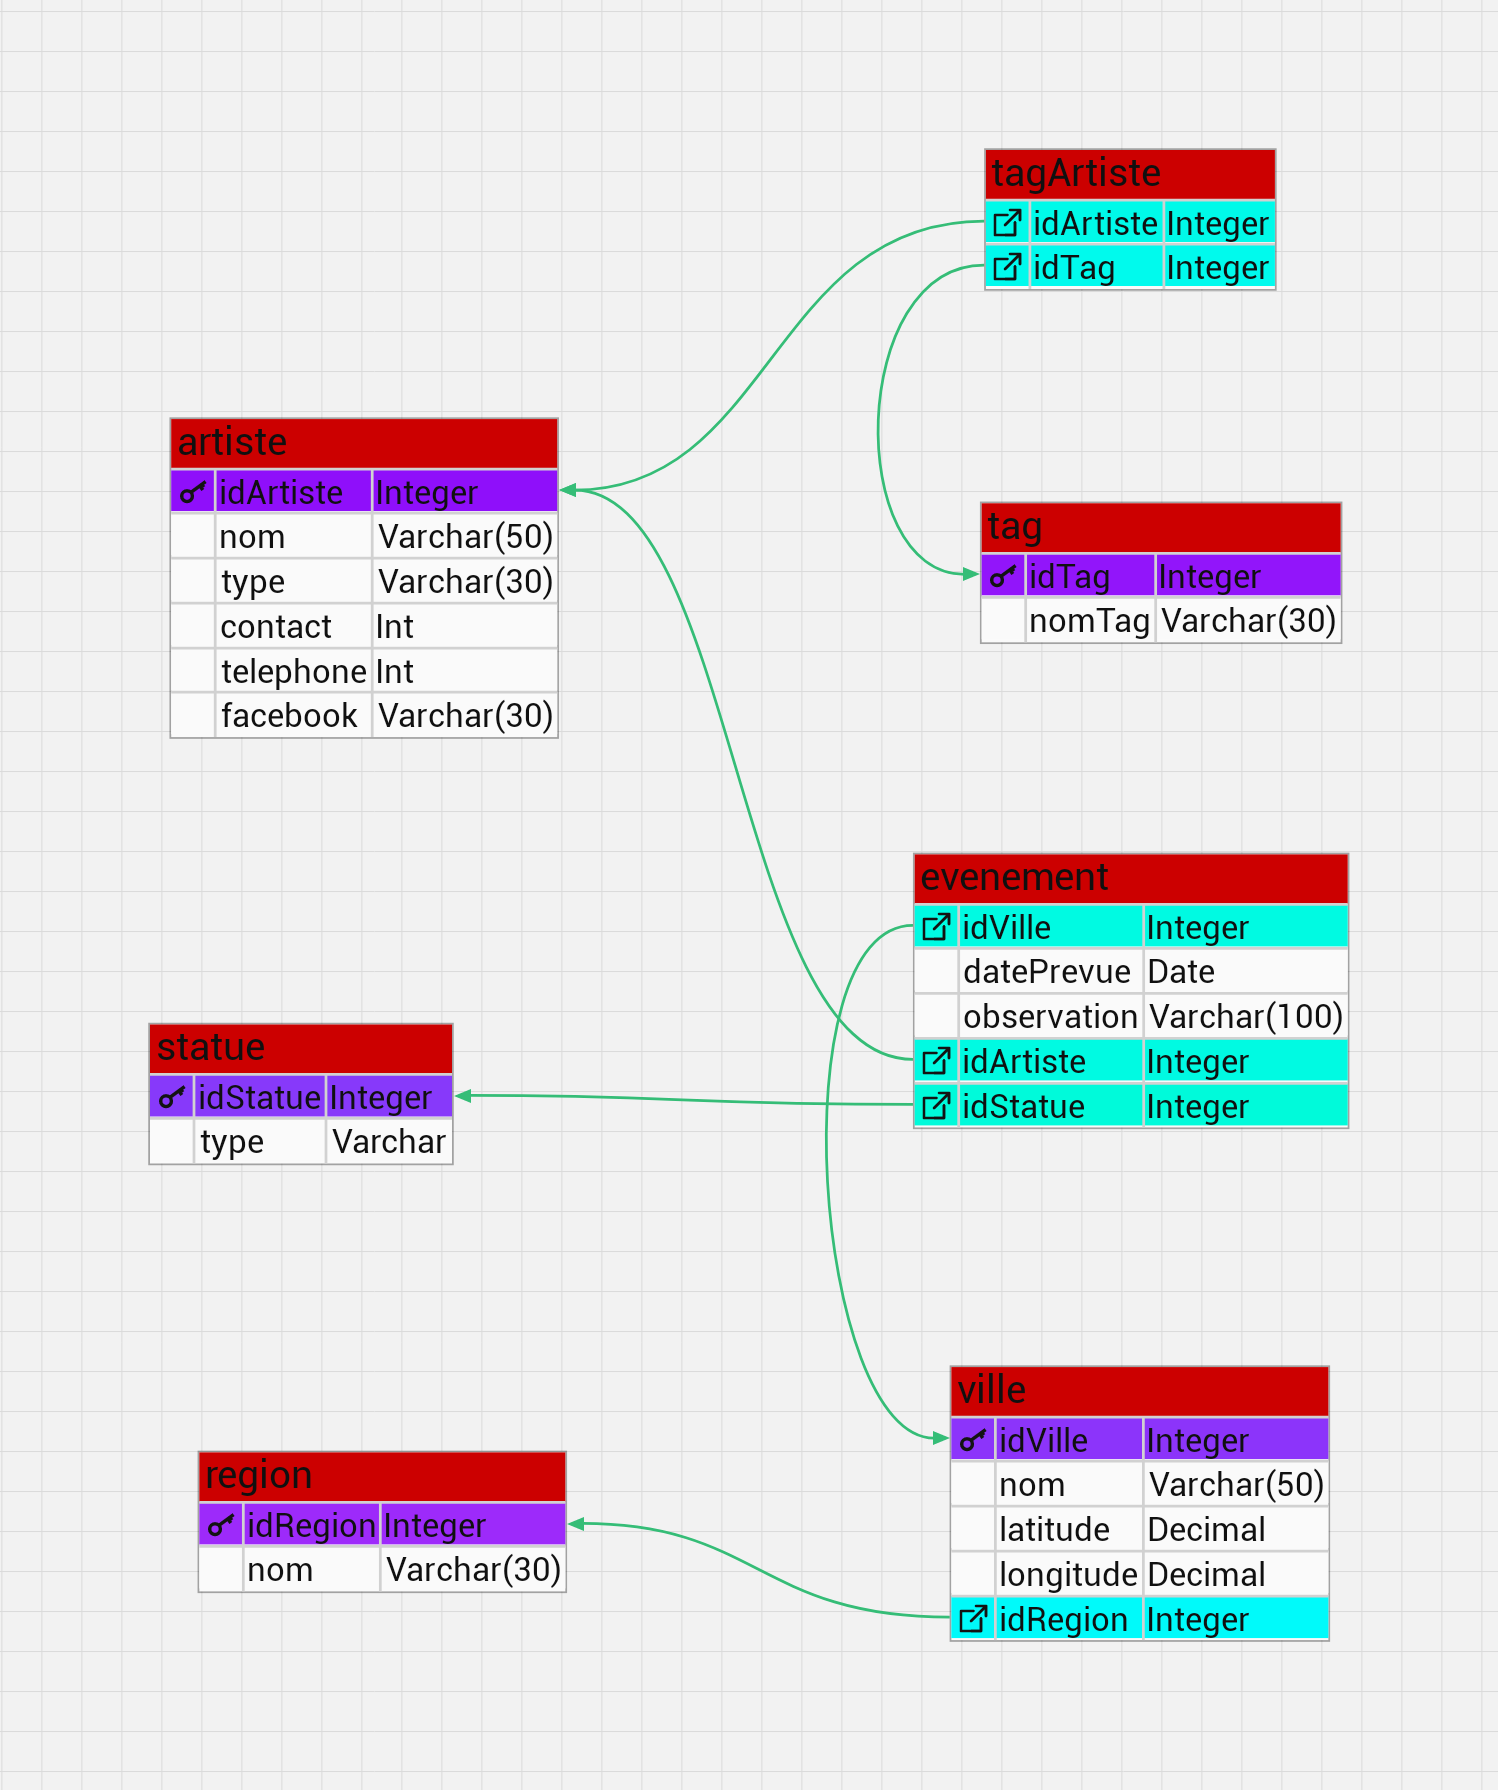 tagArtiste
idArtiste Integer
idTag Integer
artiste
idArtiste Integer
nom Varchar(50)
type Varchar(30)
contact Int
telephone Int
facebook Varchar(30)
tag
idTag Integer
nomTag Varchar(30)
evenement
idVille Integer
datePrevue Date
observation Varchar(100)
idArtiste Integer
idStatue Integer
statue
idStatue Integer
type Varchar
ville
idVille Integer
nom Varchar(50)
latitude Decimal
longitude Decimal
idRegion Integer
region
idRegion Integer
nom Varchar(30)